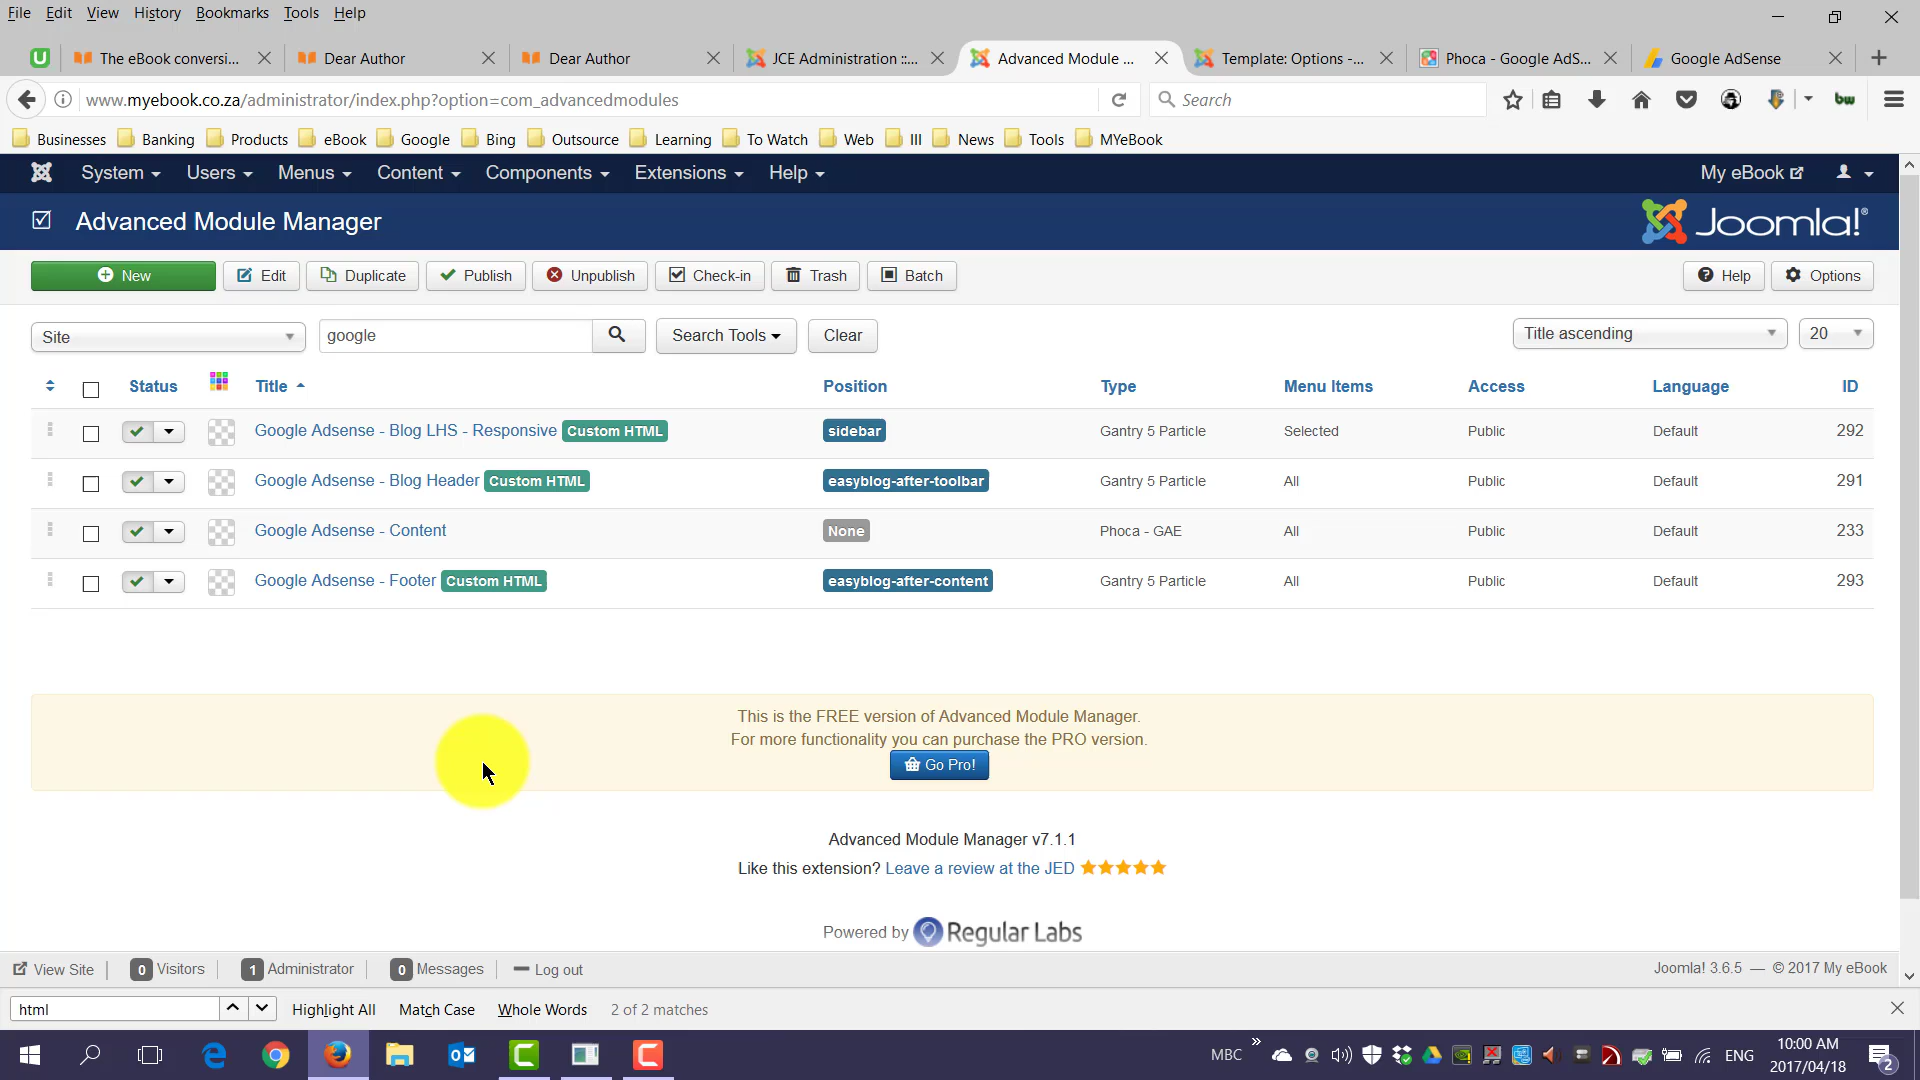 File Edit View History Bookmarks Tools Help
The eBook conversi... Dear Author Dear Author JCE Administration ::... Advanced Module ... Template: Options -... Phoca - Google AdS... Google AdSense
www.myebook.co.za/administrator/index.php?option=com_advancedmodules Search bw
Businesses Banking Products eBook Google Bing Outsource Learning To Watch Web III News Tools MYeBook
System Users Menus Content Components Extensions Help My eBook
Advanced Module Manager Joomla!®
New Edit Duplicate Publish Unpublish Check-in Trash Batch Help Options
Site google Search Tools Clear Title ascending 20
Status Title Position Type Menu Items Access Language ID
Google Adsense - Blog LHS - Responsive Custom HTML sidebar Gantry 5 Particle Selected Public Default 292
Google Adsense - Blog Header Custom HTML easyblog-after-toolbar Gantry 5 Particle All Public Default 291
Google Adsense - Content None Phoca - GAE All Public Default 233
Google Adsense - Footer Custom HTML easyblog-after-content Gantry 5 Particle All Public Default 293
This is the FREE version of Advanced Module Manager.
For more functionality you can purchase the PRO version.
Go Pro!
Advanced Module Manager v7.1.1
Like this extension? Leave a review at the JED
Powered by Regular Labs
View Site 0 Visitors 1 Administrator 0 Messages Log out Joomla! 3.6.5 — © 2017 My eBook
html Highlight All Match Case Whole Words 2 of 2 matches
MBC ENG 10:00 AM
2017/04/18 2